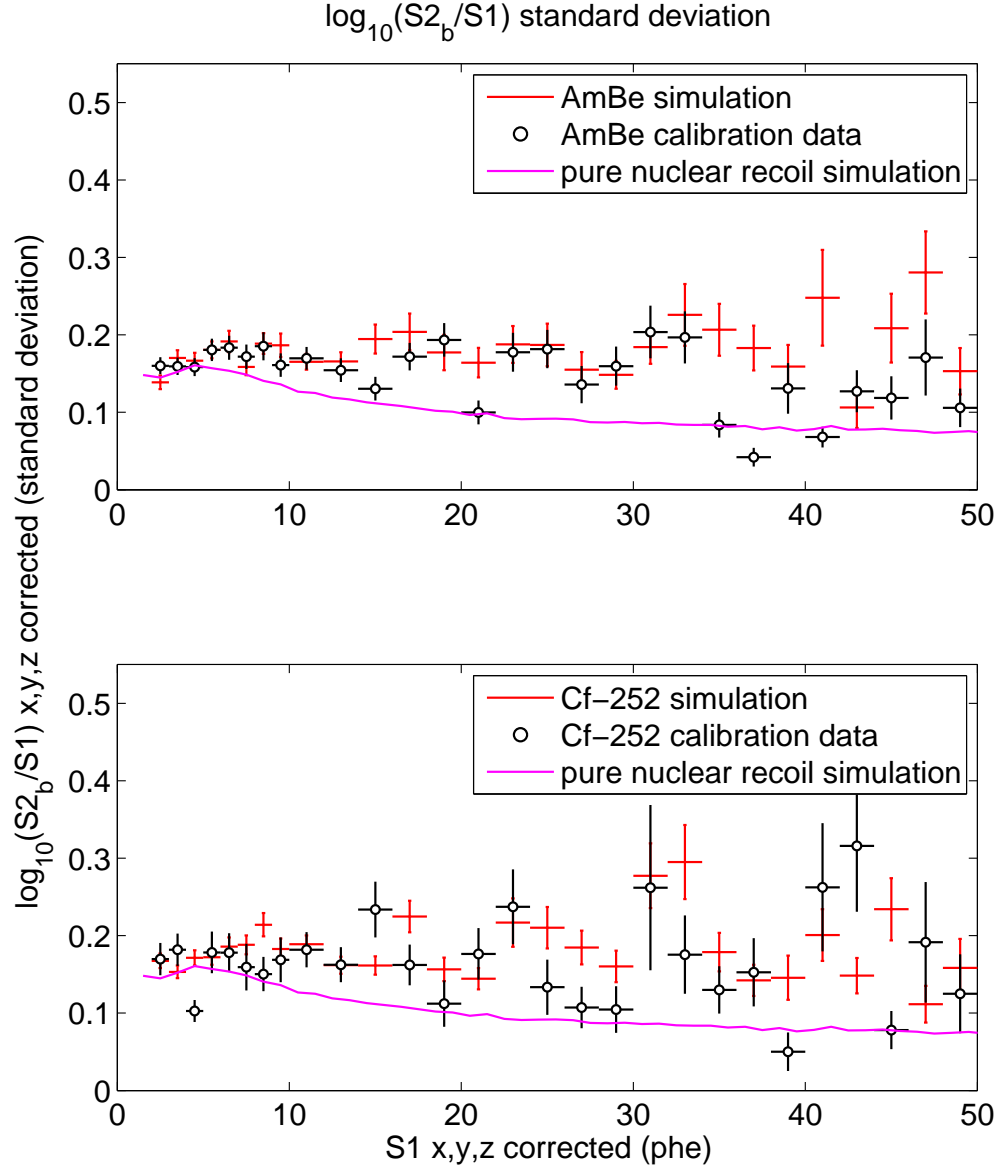 log10(S2b/S1) standard deviation
0.5
0.4
0.3
0.2
0.1
0
0 10 20 30 40 50
AmBe simulation
AmBe calibration data
pure nuclear recoil simulation
log10(S2b/S1) x,y,z corrected (standard deviation)
0.5
0.4
0.3
0.2
0.1
0
0 10 20 30 40 50
Cf−252 simulation
Cf−252 calibration data
pure nuclear recoil simulation
S1 x,y,z corrected (phe)